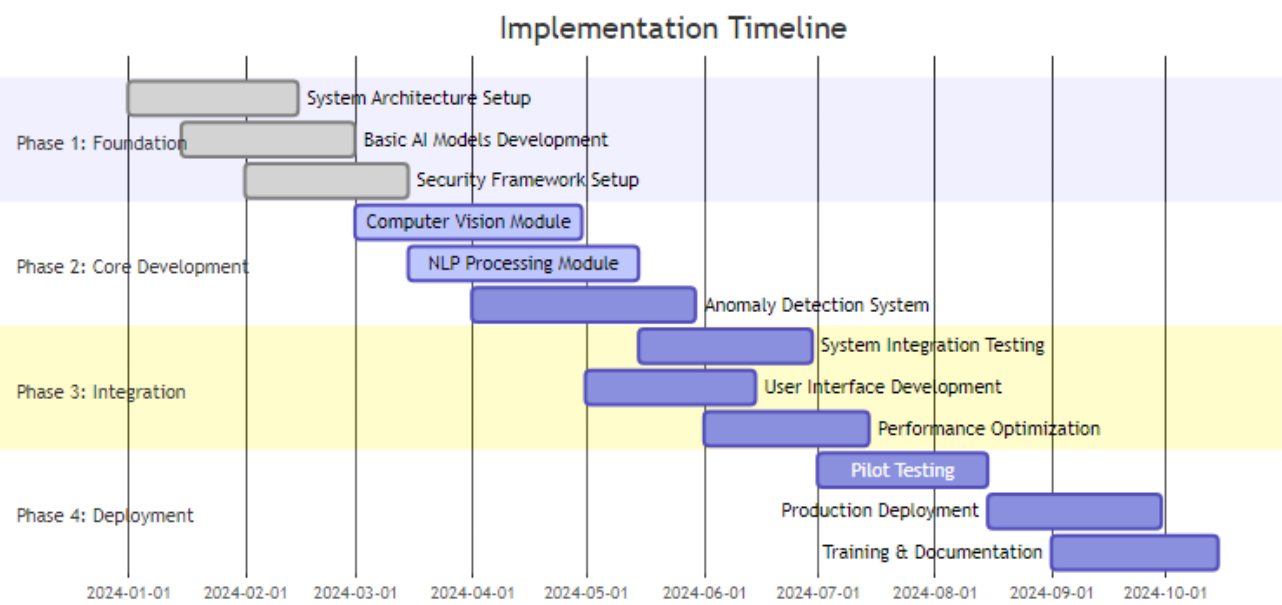 Implementation Timeline
System Architecture Setup
Phase 1: Foundation
Basic AI Models Development
Security Framework Setup
Computer Vision Module
Phase 2: Core Development
NLP Processing Module
Anomaly Detection System
System Integration Testing
Phase 3: Integration
User Interface Development
Performance Optimization
Pilot Testing
Phase 4: Deployment
Production Deployment
Training & Documentation
2024-01-01 2024-02-01 2024-03-01 2024-04-01 2024-05-01 2024-06-01 2024-07-01 2024-08-01 2024-09-01 2024-10-01